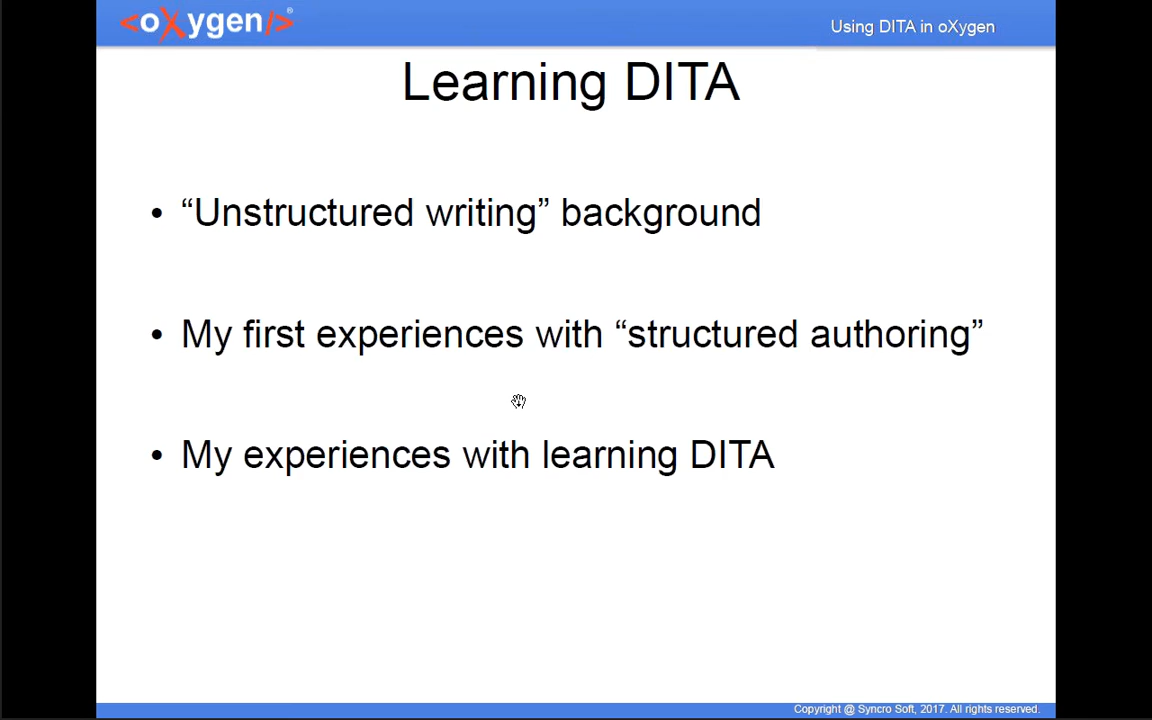 <oXygen/>®
Using DITA in oXygen
Learning DITA
• “Unstructured writing” background
• My first experiences with “structured authoring”
• My experiences with learning DITA
Copyright @ Syncro Soft, 2017. All rights reserved.